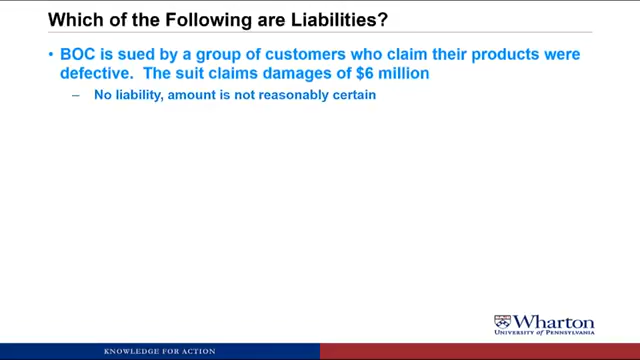 Which of the Following are Liabilities?
• BOC is sued by a group of customers who claim their products were
defective. The suit claims damages of $6 million
– No liability, amount is not reasonably certain
Wharton
UNIVERSITY of PENNSYLVANIA
KNOWLEDGE FOR ACTION